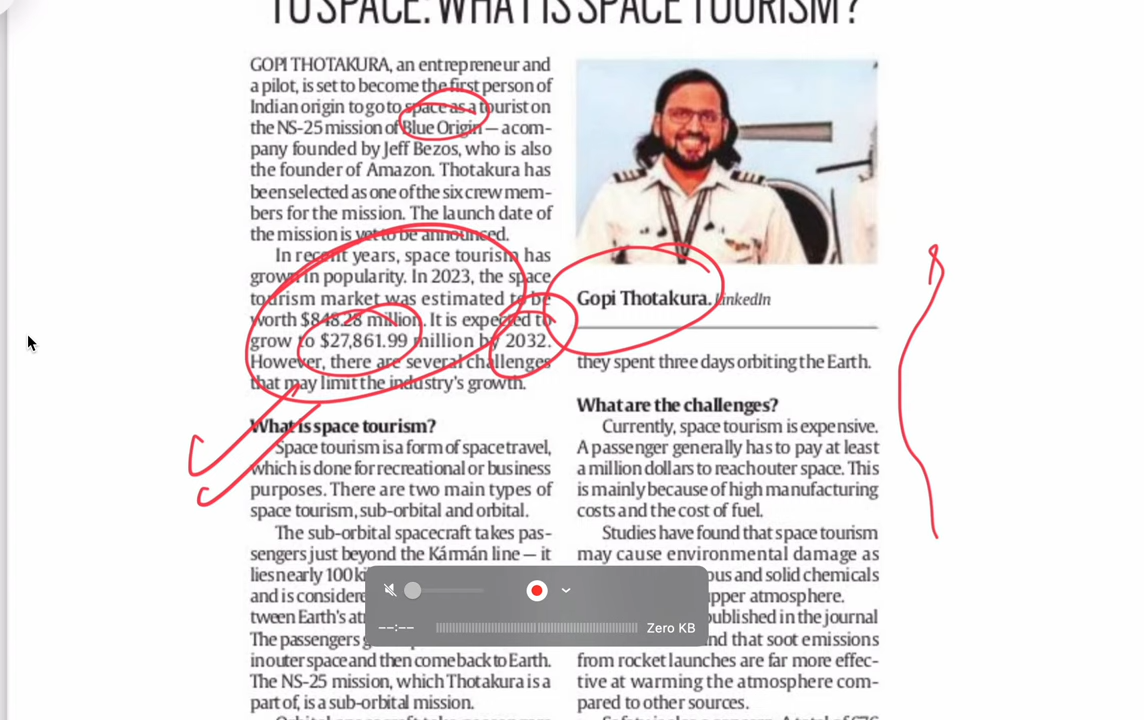 TO SPACE: WHAT IS SPACE TOURISM?
GOPI THOTAKURA, an entrepreneur and
a pilot, is set to become the first person of
Indian origin to go to space as a tourist on
the NS-25 mission of Blue Origin — a com-
pany founded by Jeff Bezos, who is also
the founder of Amazon. Thotakura has
been selected as one of the six crew mem-
bers for the mission. The launch date of
the mission is yet to be announced.
In recent years, space tourism has
grown in popularity. In 2023, the space
tourism market was estimated to be
worth $848.28 million. It is expected to
grow to $27,861.99 million by 2032.
However, there are several challenges
that may limit the industry's growth.
What is space tourism?
Space tourism is a form of space travel,
which is done for recreational or business
purposes. There are two main types of
space tourism, sub-orbital and orbital.
The sub-orbital spacecraft takes pas-
sengers just beyond the Kármán line — it
lies nearly 100 ki
and is conside
tween Earth's at
The passengers
in outer space and then come back to Earth.
The NS-25 mission, which Thotakura is a
part of, is a sub-orbital mission.
Gopi Thotakura. LinkedIn
they spent three days orbiting the Earth.
What are the challenges?
Currently, space tourism is expensive.
A passenger generally has to pay at least
a million dollars to reach outer space. This
is mainly because of high manufacturing
costs and the cost of fuel.
Studies have found that space tourism
may cause environmental damage as
ous and solid chemicals
upper atmosphere.
published in the journal
nd that soot emissions
from rocket launches are far more effec-
tive at warming the atmosphere com-
pared to other sources.
--:-- Zero KB